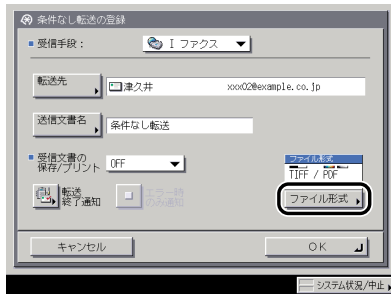 条件なし転送の登録
受信手段:
I ファクス
転送先
津久井 xxx02@example.co.jp
送信文書名
条件なし転送
受信文書の
保存/プリント
OFF
ファイル形式
TIFF / PDF
転送
終了通知
エラー時
のみ通知
ファイル形式
キャンセル
OK
システム状況/中止